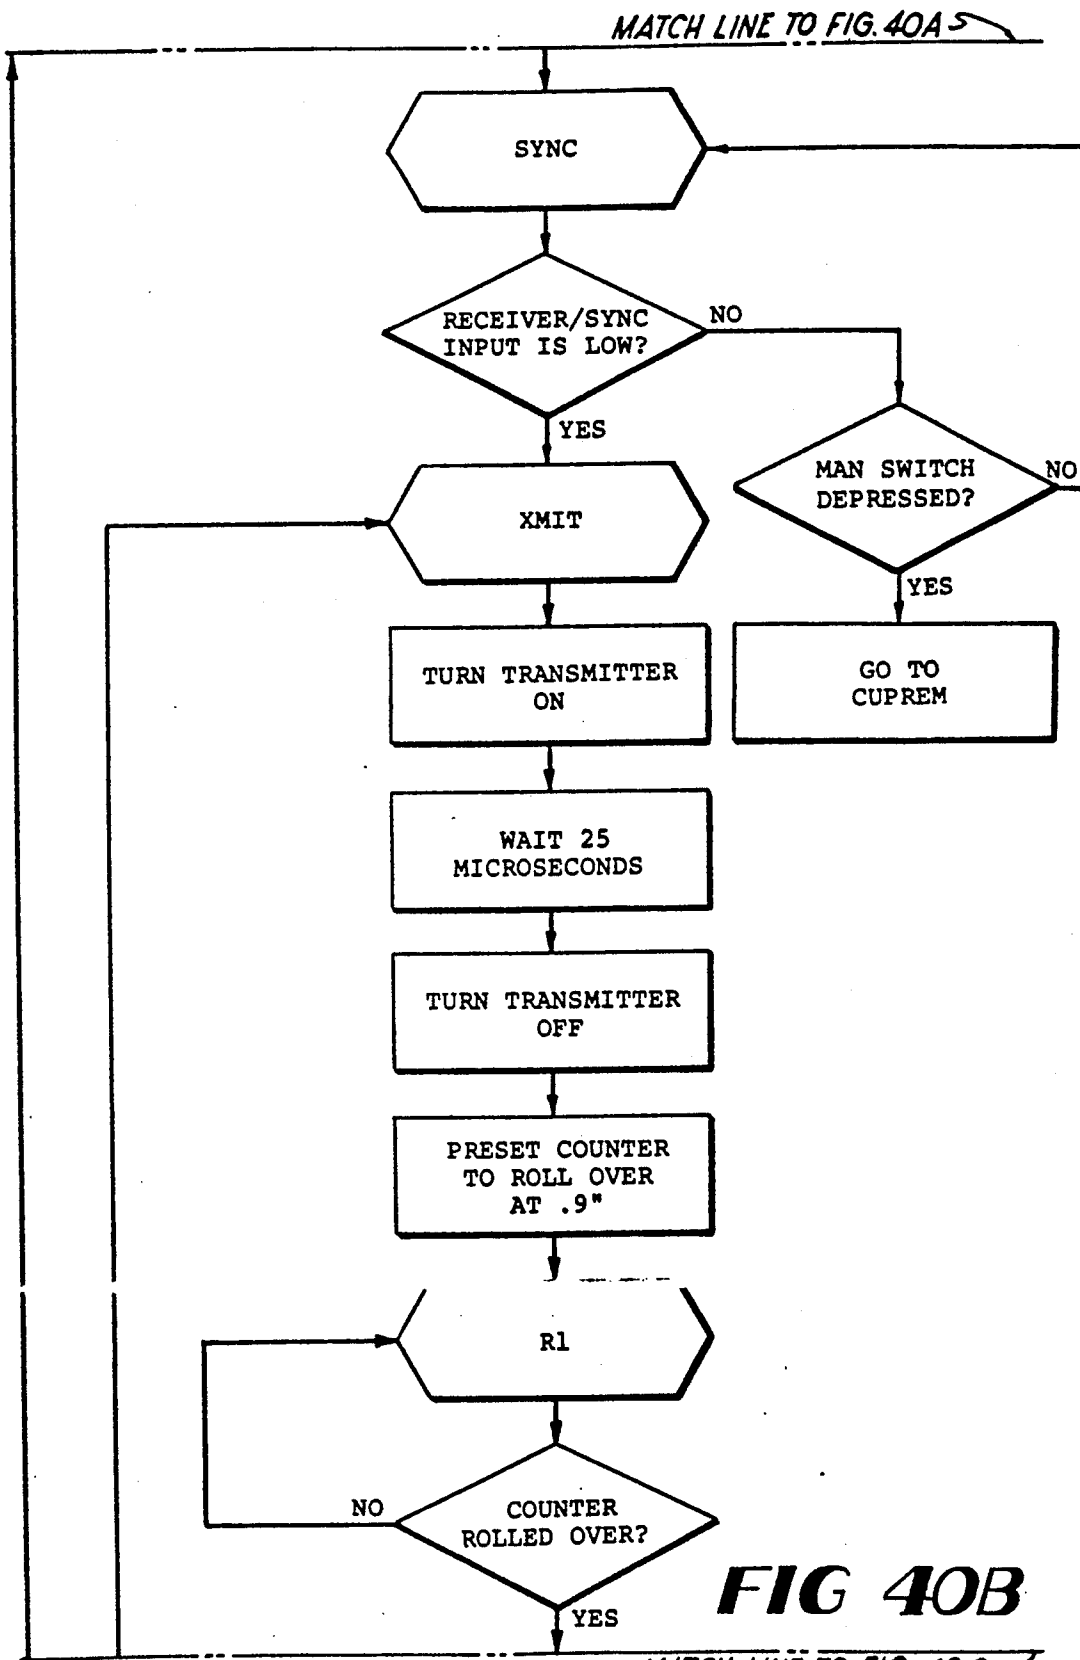 MATCH LINE TO FIG. 40A
SYNC
RECEIVER/SYNC
INPUT IS LOW?
NO
YES
MAN SWITCH
DEPRESSED?
NO
YES
XMIT
GO TO
CUPREM
TURN TRANSMITTER
ON
WAIT 25
MICROSECONDS
TURN TRANSMITTER
OFF
PRESET COUNTER
TO ROLL OVER
AT .9"
R1
COUNTER
ROLLED OVER?
NO
YES
FIG 40B